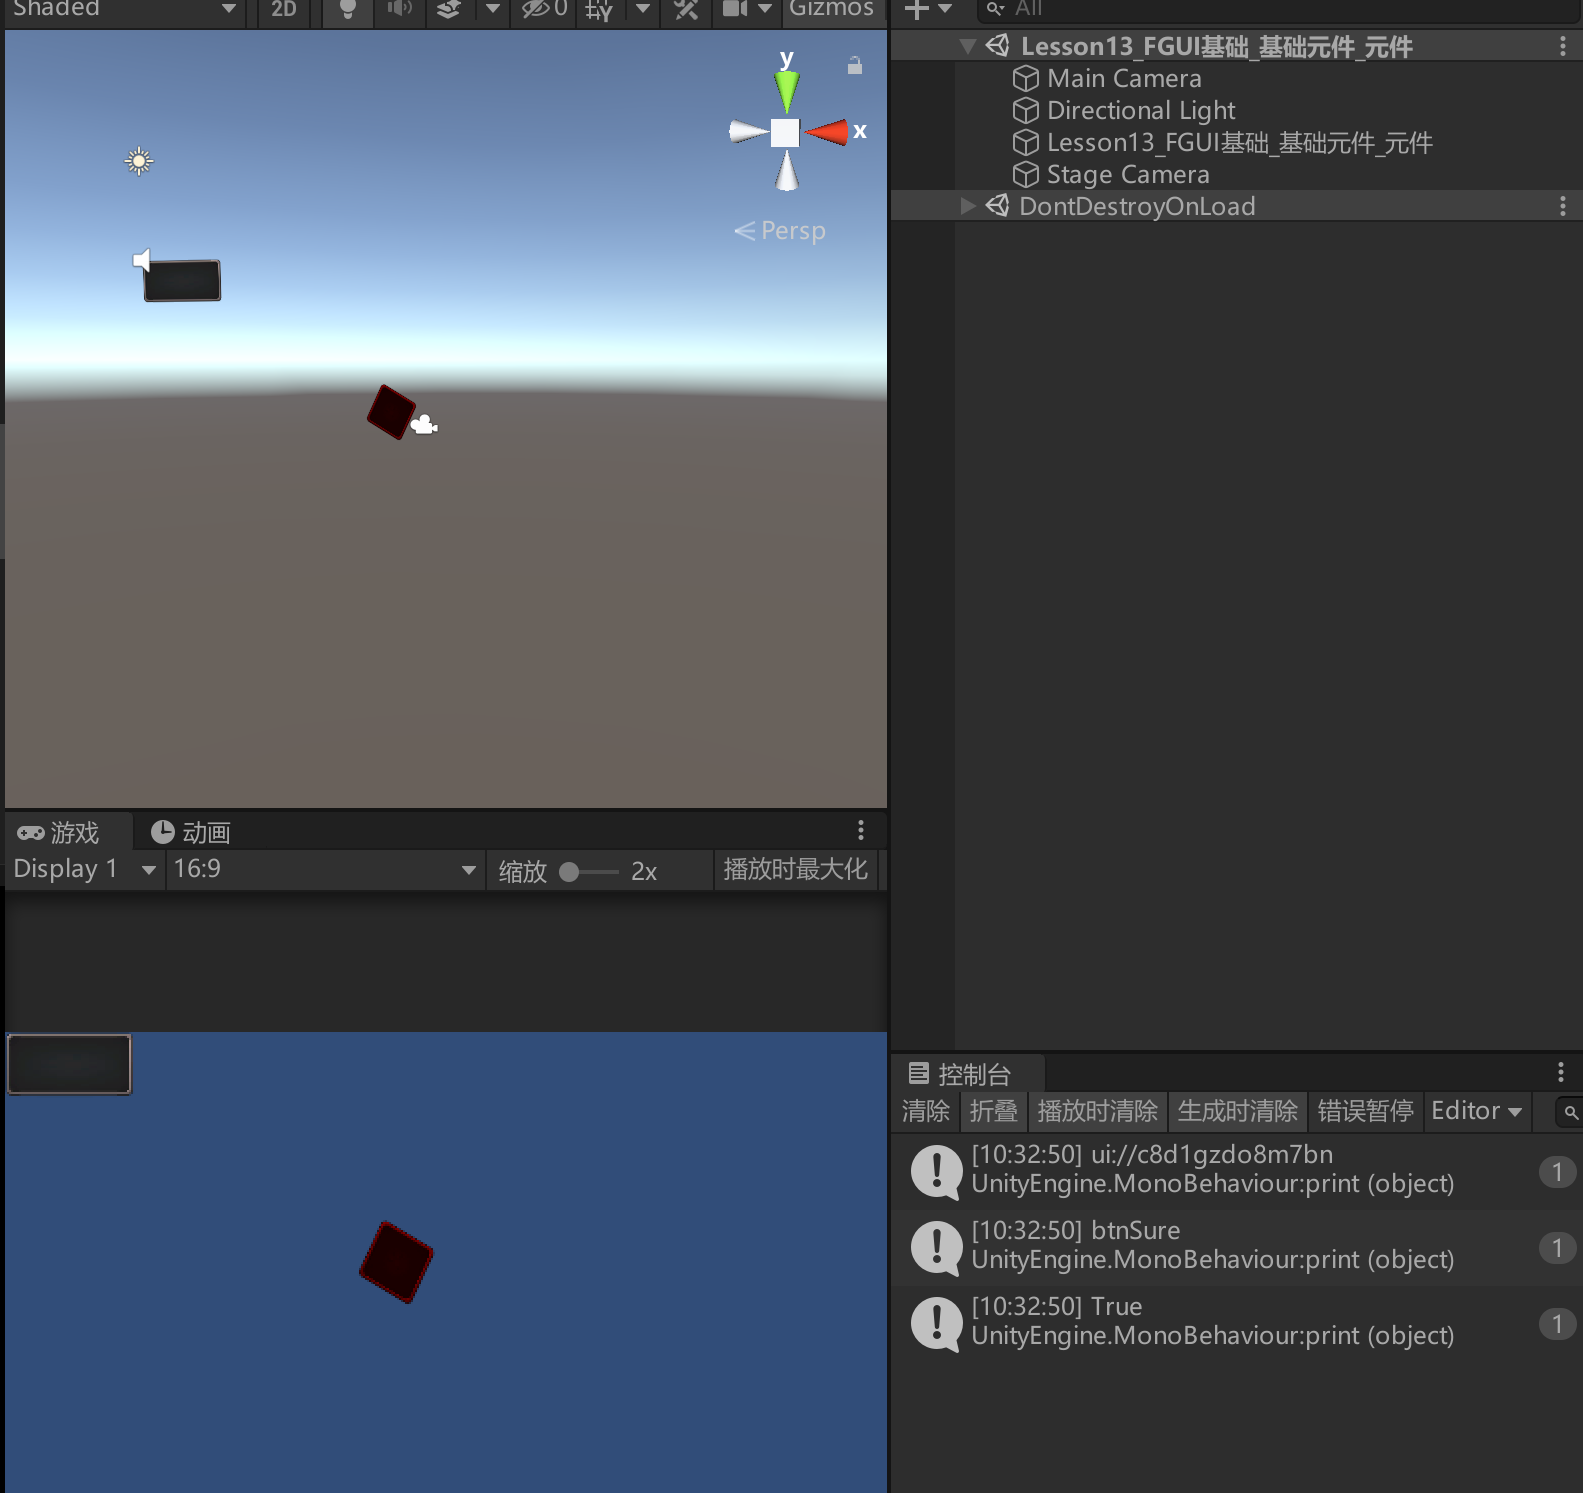 Shaded
2D
0
Gizmos
y
x
Persp
All
Lesson13_FGUI基础_基础元件_元件
Main Camera
Directional Light
Lesson13_FGUI基础_基础元件_元件
Stage Camera
DontDestroyOnLoad
游戏
动画
Display 1
16:9
缩放
2x
播放时最大化
控制台
清除
折叠
播放时清除
生成时清除
错误暂停
Editor
[10:32:50] ui://c8d1gzdo8m7bn
UnityEngine.MonoBehaviour:print (object)
1
[10:32:50] btnSure
UnityEngine.MonoBehaviour:print (object)
1
[10:32:50] True
UnityEngine.MonoBehaviour:print (object)
1